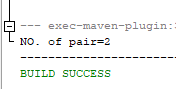 --- exec-maven-plugin:
NO. of pair=2
------------------------
BUILD SUCCESS